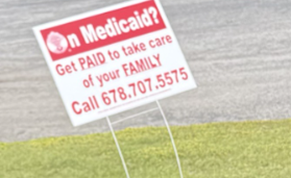 On Medicaid?
Get PAID to take care
of your FAMILY
Call 678.707.5575